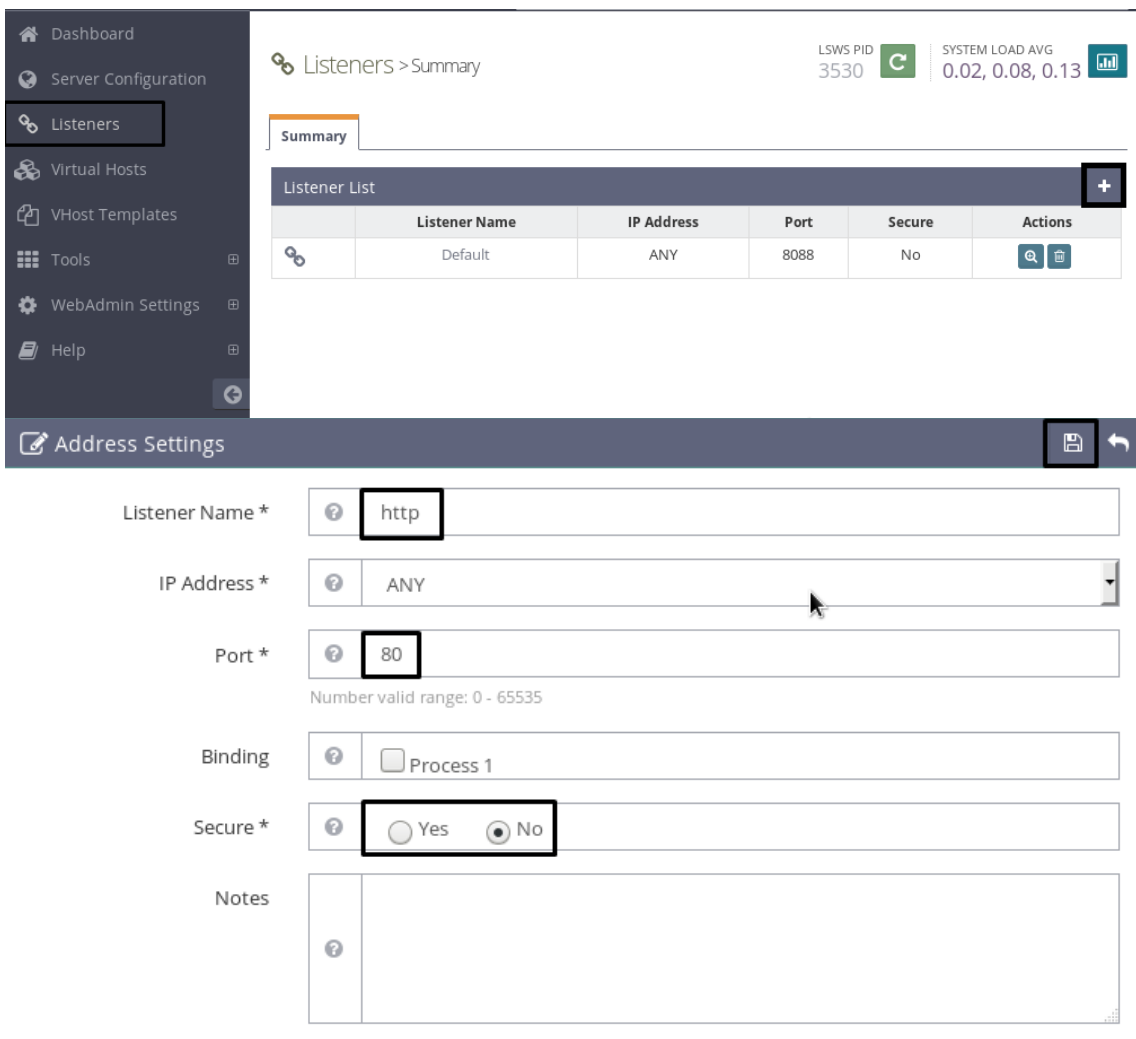 Dashboard
Server Configuration
Listeners
Virtual Hosts
VHost Templates
Tools
WebAdmin Settings
Help
Listeners > Summary
LSWS PID
3530
SYSTEM LOAD AVG
0.02, 0.08, 0.13
Summary
Listener List
Listener Name IP Address Port Secure Actions
Default ANY 8088 No
Address Settings
Listener Name * http
IP Address * ANY
Port * 80
Number valid range: 0 - 65535
Binding Process 1
Secure * Yes No
Notes